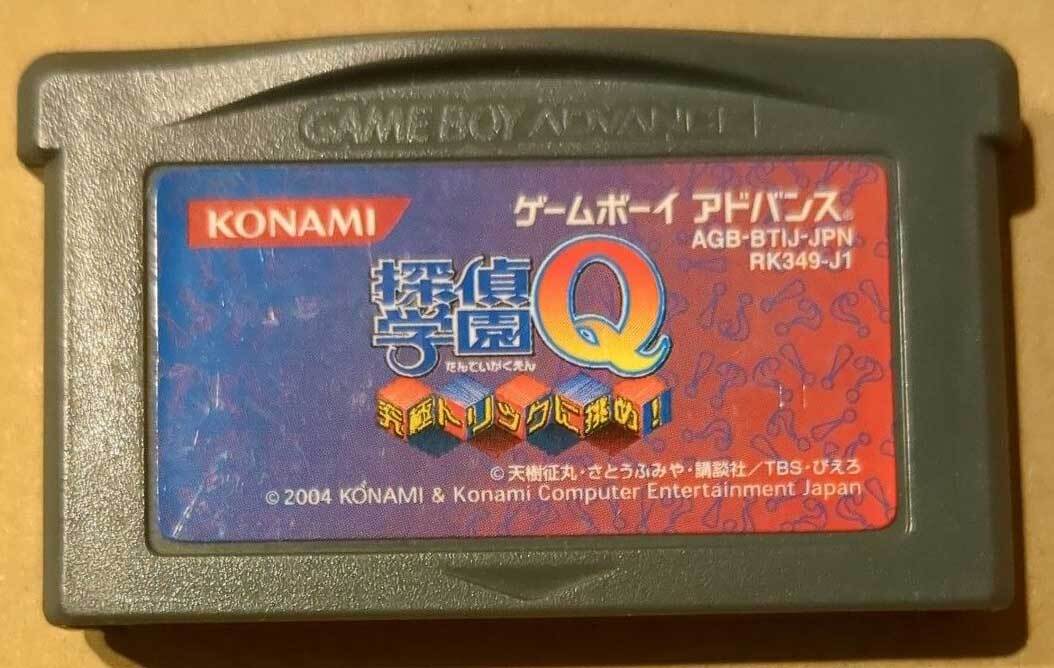 GAME BOY ADVANCE
KONAMI
ゲームボーイ アドバンス®
AGB-BTIJ-JPN
RK349-J1
探偵
学園
Q
たんていがくえん
究極トリックに挑め!
©天樹征丸・さとうふみや・講談社/TBS・ぴえろ
©2004 KONAMI & Konami Computer Entertainment Japan